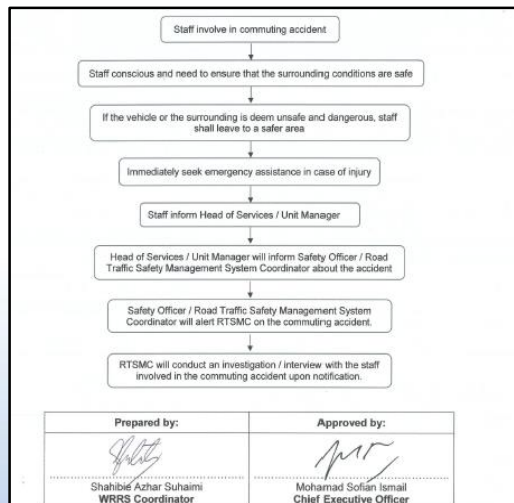 Staff involve in commuting accident
Staff conscious and need to ensure that the surrounding conditions are safe
If the vehicle or the surrounding is deem unsafe and dangerous, staff
shall leave to a safer area
Immediately seek emergency assistance in case of injury
Staff inform Head of Services / Unit Manager
Head of Services / Unit Manager will inform Safety Officer / Road
Traffic Safety Management System Coordinator about the accident
Safety Officer / Road Traffic Safety Management System
Coordinator will alert RTSMC on the commuting accident.
RTSMC will conduct an investigation / interview with the staff
involved in the commuting accident upon notification.
Prepared by:
Approved by:
Shahibie Azhar Suhaimi
WRRS Coordinator
Mohamad Sofian Ismail
Chief Executive Officer